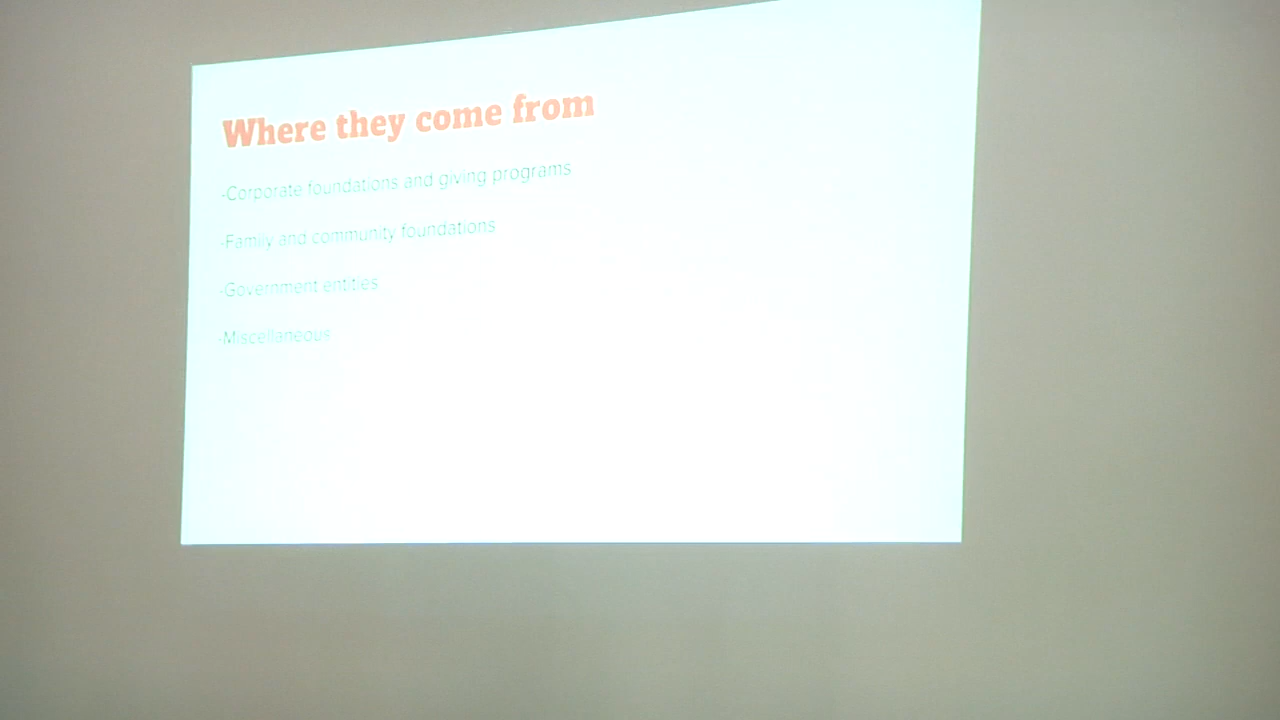 Where they come from
-Corporate foundations and giving programs
-Family and community foundations
-Government entities
-Miscellaneous